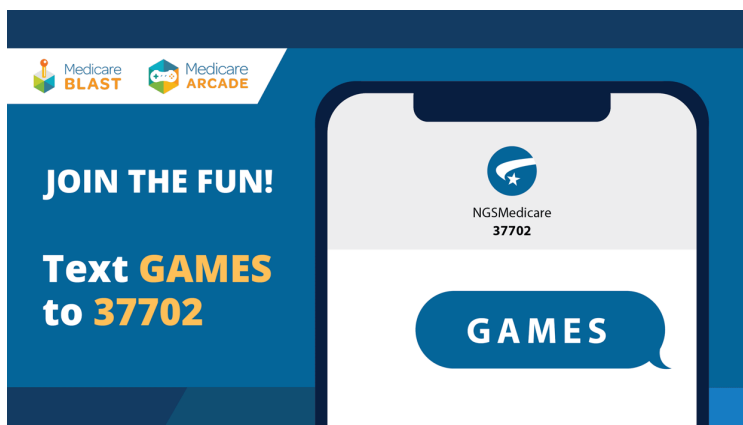 Medicare
BLAST
Medicare
ARCADE
JOIN THE FUN!
Text GAMES
to 37702
NGSMedicare
37702
GAMES